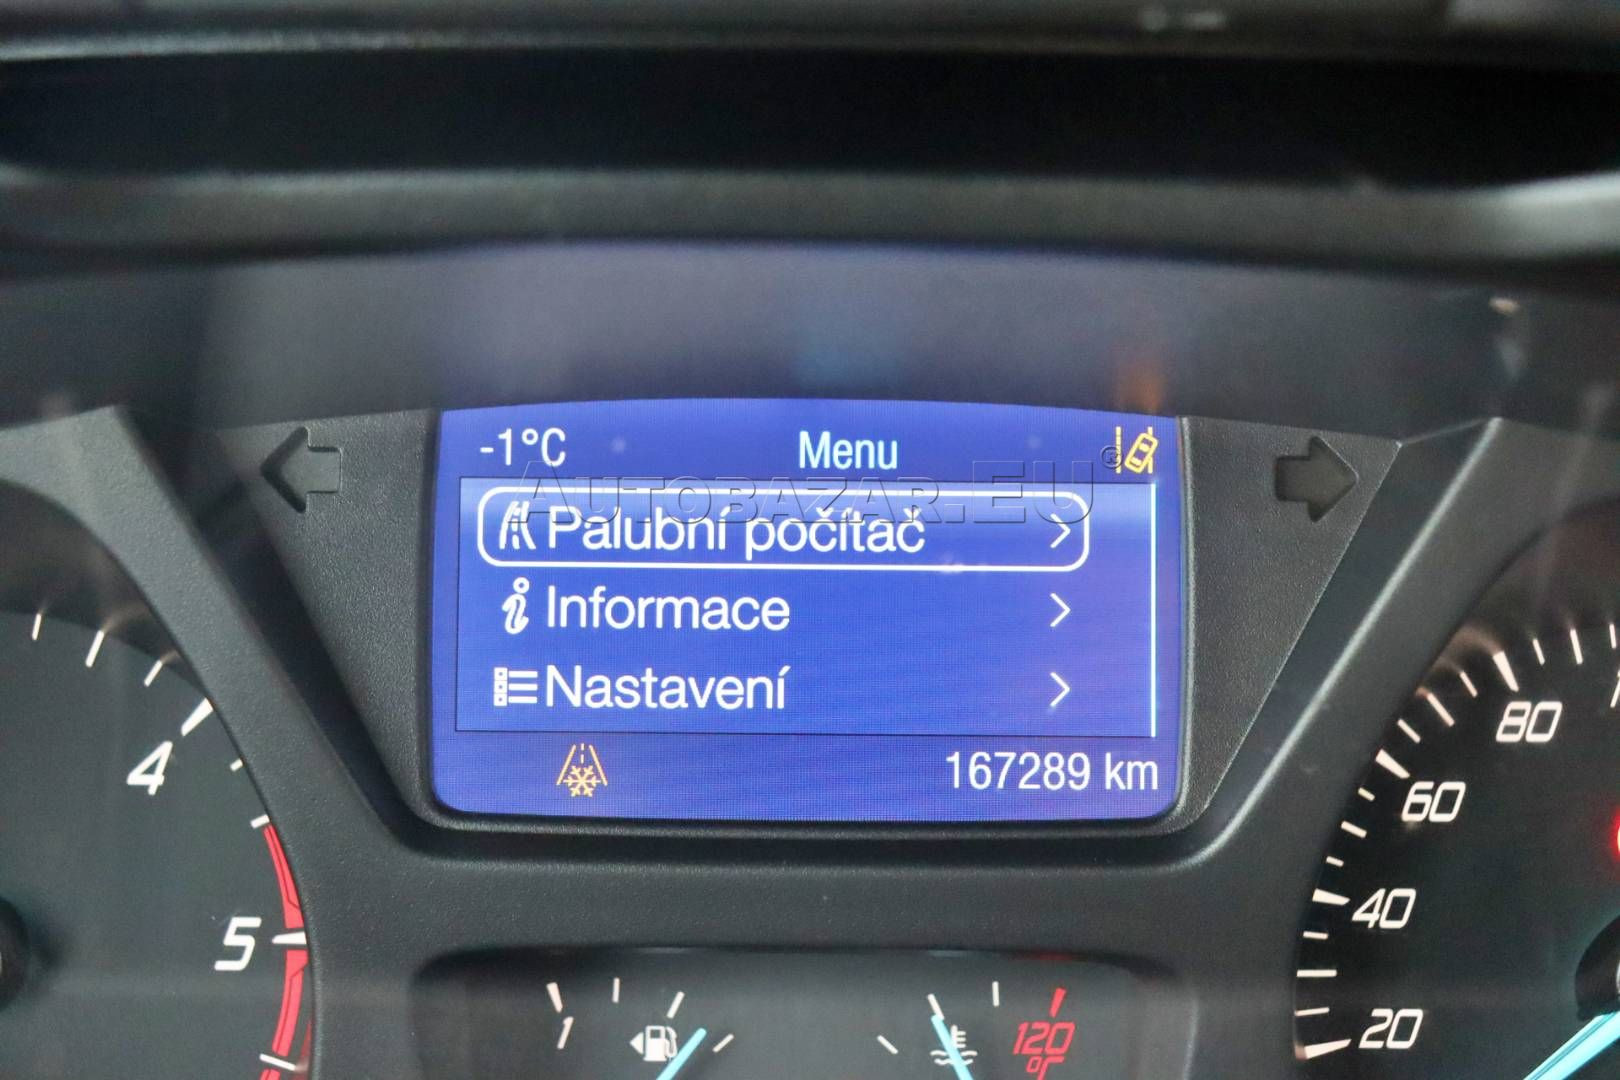 -1°C Menu
AUTOBAZAR.EU®
Palubní počítač
Informace
Nastavení
167289 km
4
5
80
60
40
20
1
120